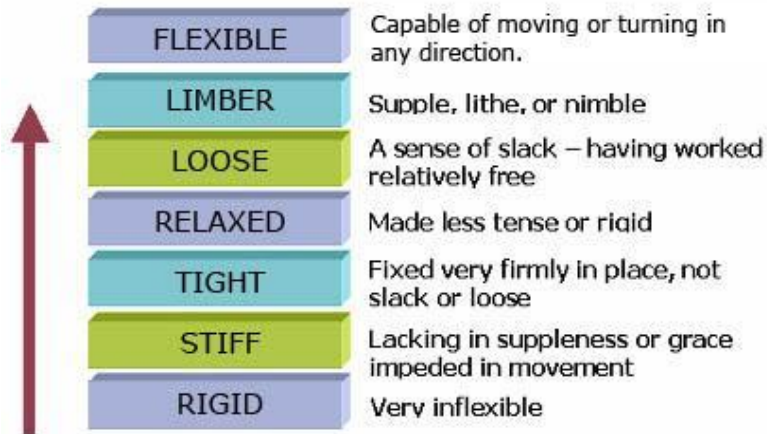 FLEXIBLE
Capable of moving or turning in
any direction.
LIMBER
Supple, lithe, or nimble
LOOSE
A sense of slack – having worked
relatively free
RELAXED
Made less tense or rigid
TIGHT
Fixed very firmly in place, not
slack or loose
STIFF
Lacking in suppleness or grace
impeded in movement
RIGID
Very inflexible